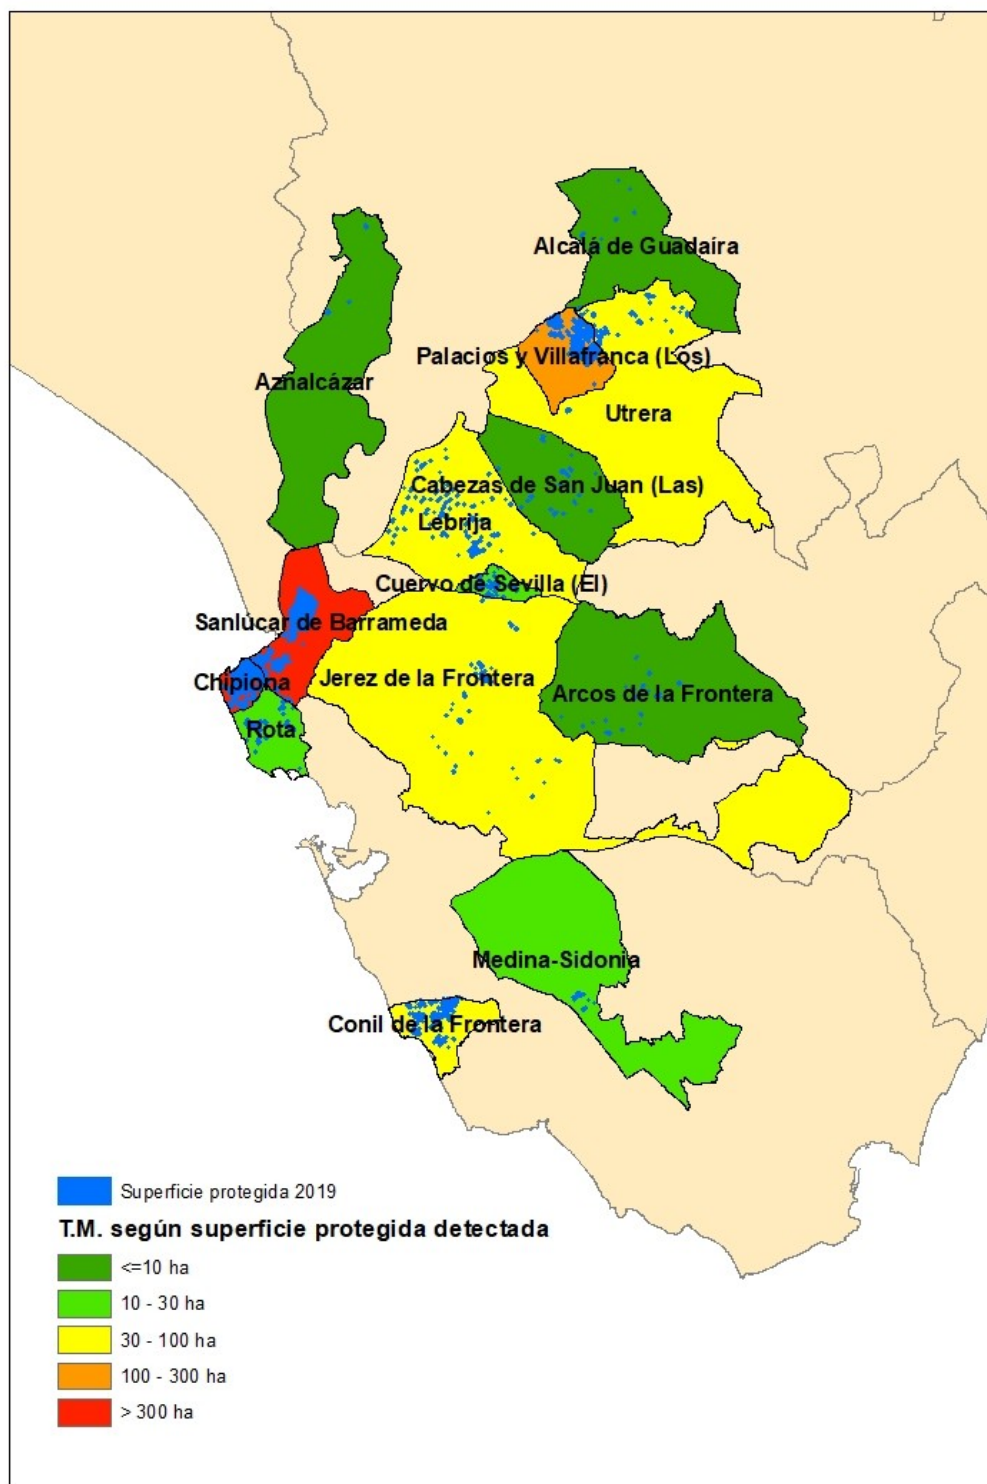 Alcalá de Guadaíra
Palacios y Villafranca (Los)
Aznalcázar
Utrera
Cabezas de San Juan (Las)
Lebrija
Cuervo de Sevilla (El)
Sanlúcar de Barrameda
Jerez de la Frontera
Chipiona
Arcos de la Frontera
Rota
Medina-Sidonia
Conil de la Frontera
Superficie protegida 2019
T.M. según superficie protegida detectada
<=10 ha
10 - 30 ha
30 - 100 ha
100 - 300 ha
> 300 ha